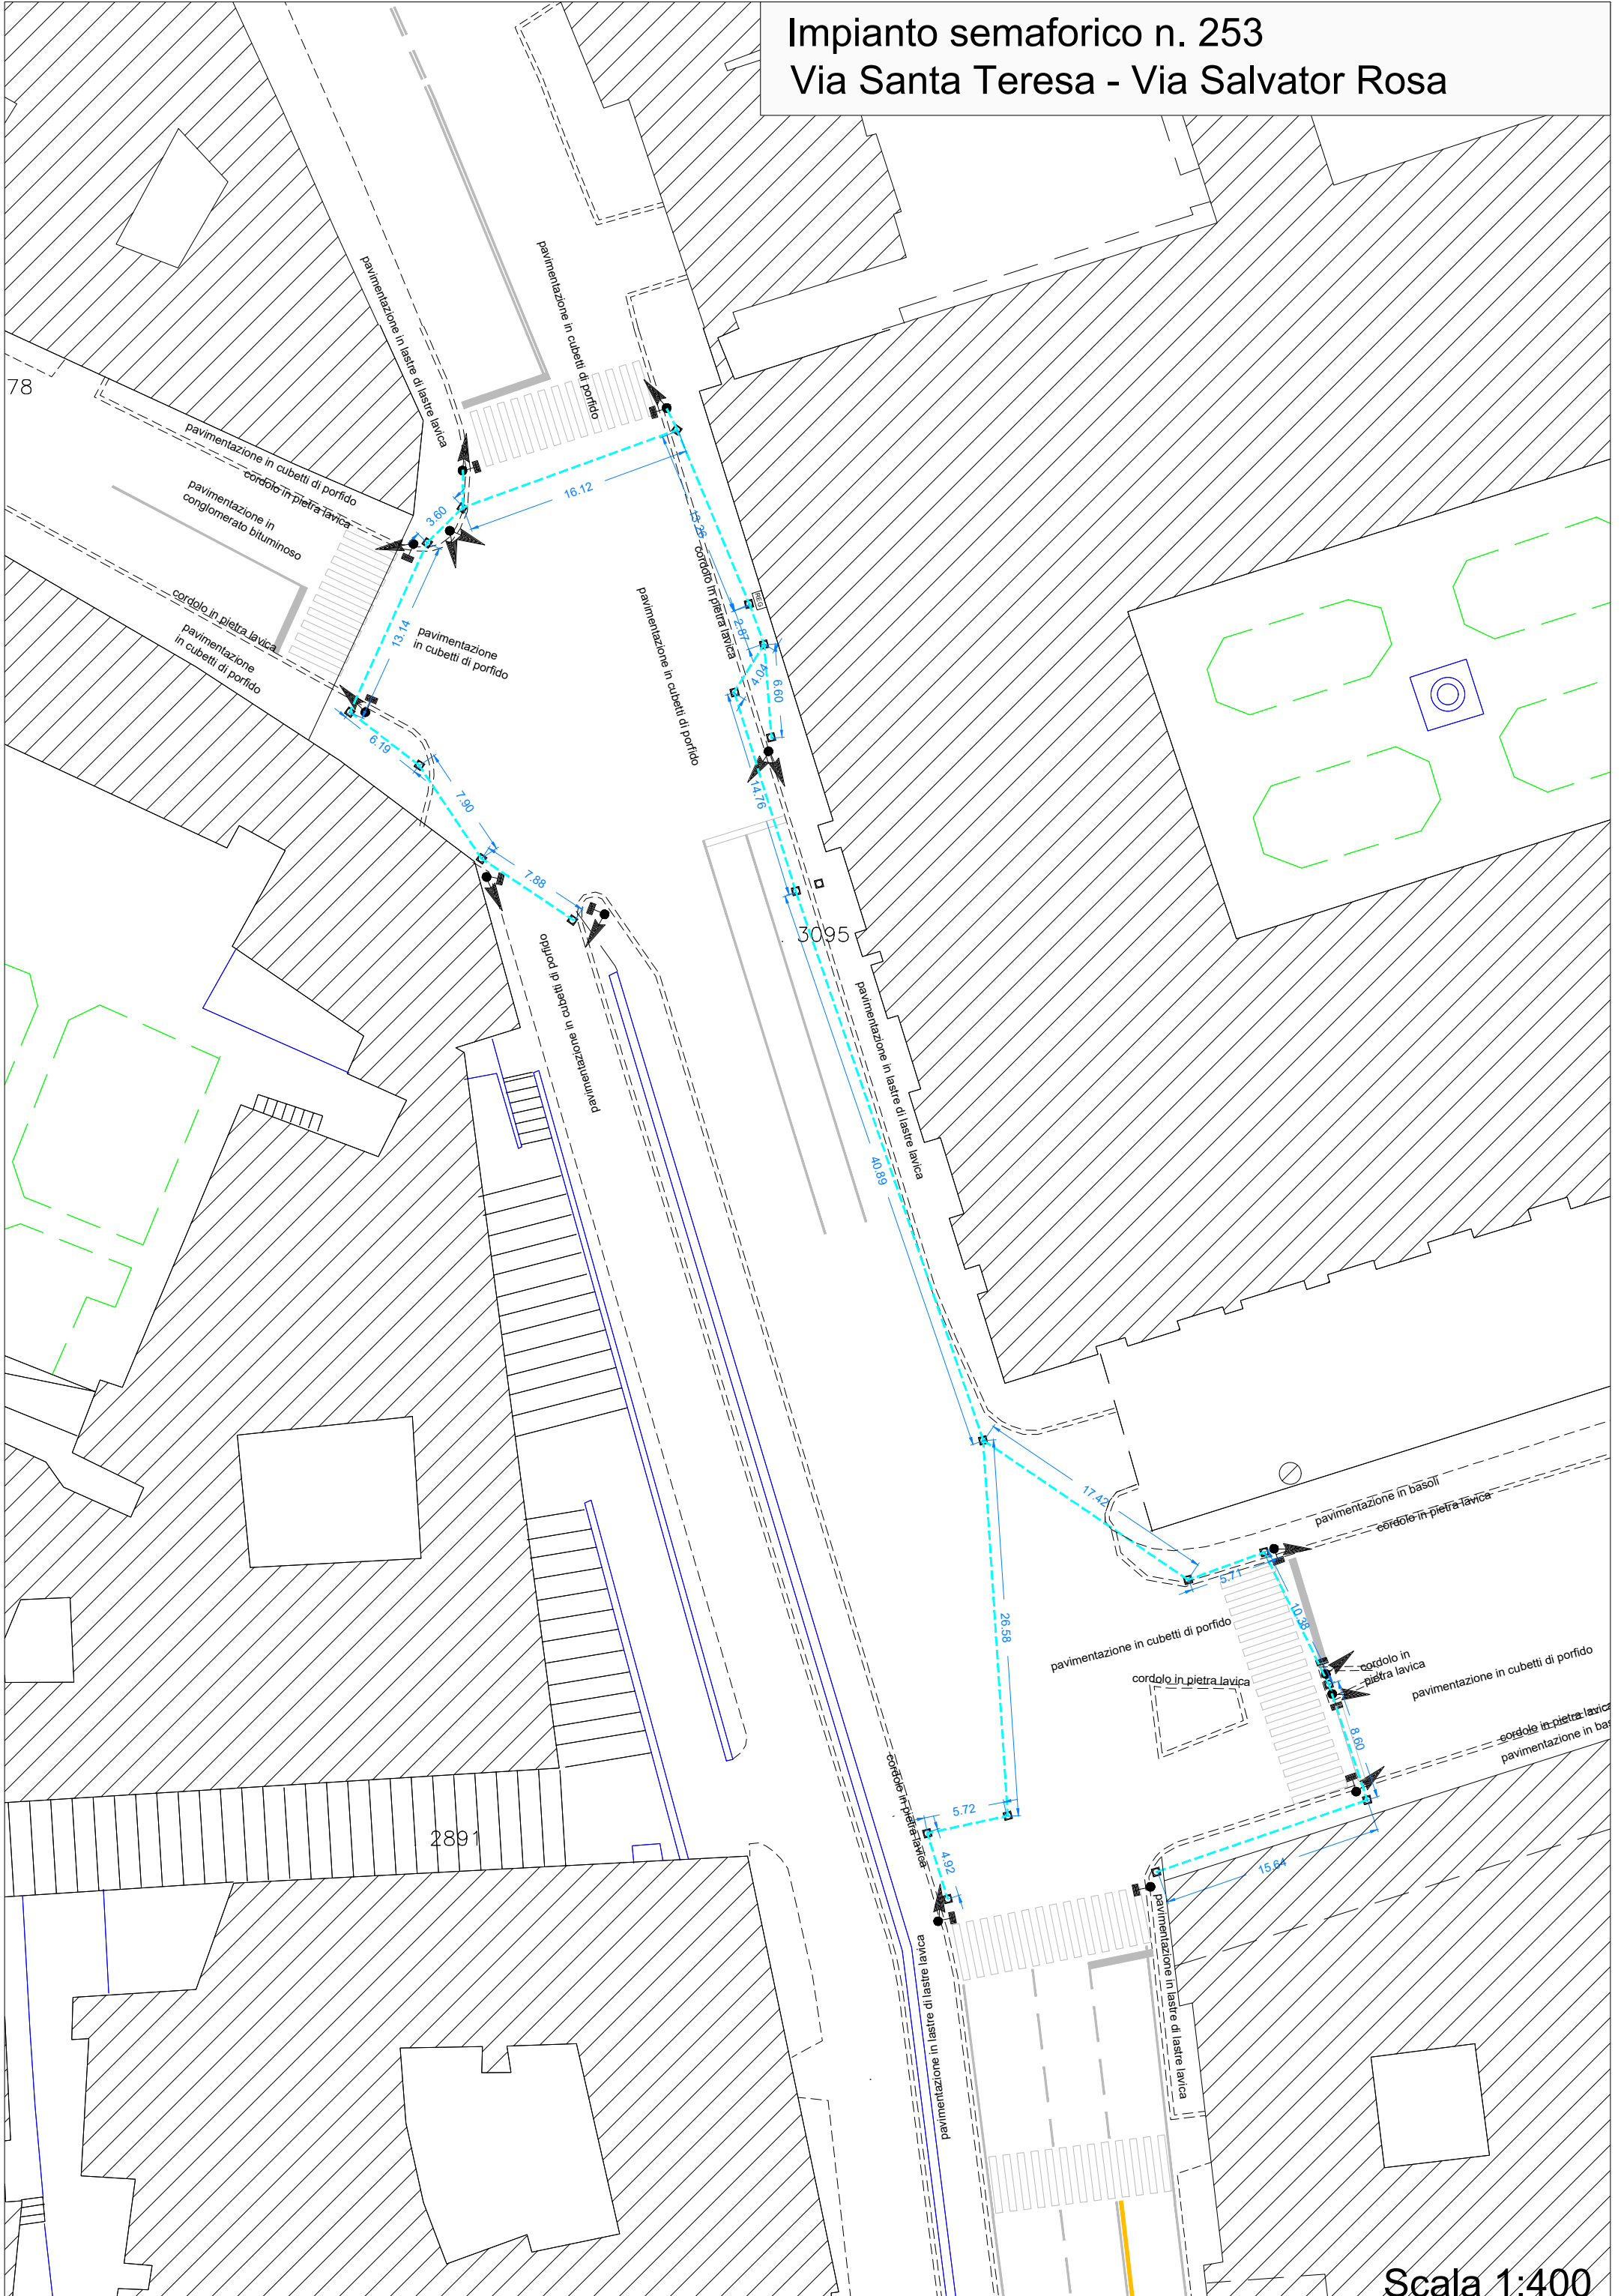 Impianto semaforico n. 253
Via Santa Teresa - Via Salvator Rosa
pavimentazione in lastre di lastre lavica
pavimentazione in cubetti di porfido
78
pavimentazione in cubetti di porfido
cordolo in pietra lavica
pavimentazione in
conglomerato bituminoso
3.60
16.12
13.26
cordolo in pietra lavica
REG
cordolo in pietra lavica
pavimentazione
in cubetti di porfido
13.14
pavimentazione
in cubetti di porfido
pavimentazione in cubetti di porfido
2.87
4.04
6.60
6.19
7.90
14.76
7.88
3095
pavimentazione in cubetti di porfido
pavimentazione in lastre di lastre lavica
40.89
17.42
pavimentazione in basoli
cordolo in pietra lavica
5.71
10.38
26.58
pavimentazione in cubetti di porfido
cordolo in pietra lavica
cordolo in
pietra lavica
pavimentazione in cubetti di porfido
8.60
cordolo in pietra lavica
pavimentazione in bas
cordolo in pietra lavica
5.72
4.92
2891
15.64
pavimentazione in lastre di lastre lavica
pavimentazione in lastre di lastre lavica
Scala 1:400